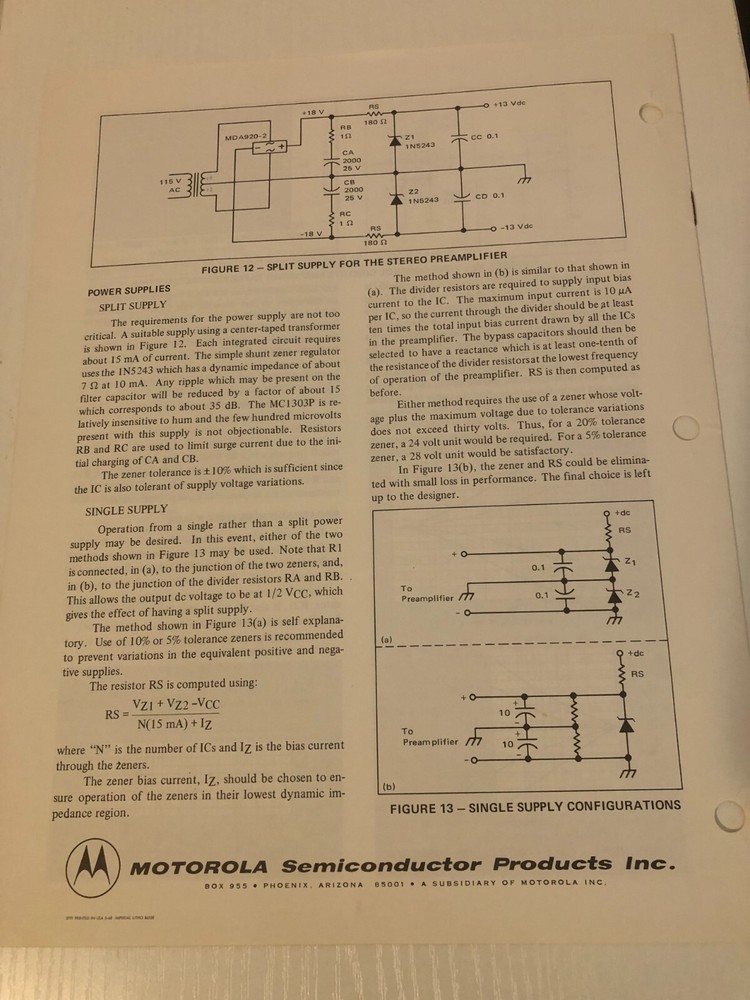 +18 V
RS
180 Ω
+13 Vdc
MDA920-2
RB
1Ω
Z1
1N5243
CC 0.1
CA
2000
25 V
115 V
AC
CB
2000
25 V
Z2
1N5243
CD 0.1
RC
1 Ω
-18 V
RS
180 Ω
-13 Vdc
FIGURE 12 – SPLIT SUPPLY FOR THE STEREO PREAMPLIFIER
POWER SUPPLIES
SPLIT SUPPLY
The requirements for the power supply are not too
critical. A suitable supply using a center-taped transformer
is shown in Figure 12. Each integrated circuit requires
about 15 mA of current. The simple shunt zener regulator
uses the 1N5243 which has a dynamic impedance of about
7 Ω at 10 mA. Any ripple which may be present on the
filter capacitor will be reduced by a factor of about 15
which corresponds to about 35 dB. The MC1303P is re-
latively insensitive to hum and the few hundred microvolts
present with this supply is not objectionable. Resistors
RB and RC are used to limit surge current due to the ini-
tial charging of CA and CB.
The zener tolerance is ±10% which is sufficient since
the IC is also tolerant of supply voltage variations.
SINGLE SUPPLY
Operation from a single rather than a split power
supply may be desired. In this event, either of the two
methods shown in Figure 13 may be used. Note that R1
is connected, in (a), to the junction of the two zeners, and,
in (b), to the junction of the divider resistors RA and RB.
This allows the output dc voltage to be at 1/2 VCC, which
gives the effect of having a split supply.
The method shown in Figure 13(a) is self explana-
tory. Use of 10% or 5% tolerance zeners is recommended
to prevent variations in the equivalent positive and nega-
tive supplies.
The resistor RS is computed using:
RS = VZ1 + VZ2 –VCC
N(15 mA) + IZ
where "N" is the number of ICs and IZ is the bias current
through the zeners.
The zener bias current, IZ, should be chosen to en-
sure operation of the zeners in their lowest dynamic im-
pedance region.
The method shown in (b) is similar to that shown in
(a). The divider resistors are required to supply input bias
current to the IC. The maximum input current is 10 μA
per IC, so the current through the divider should be at least
ten times the total input bias current drawn by all the ICs
in the preamplifier. The bypass capacitors should then be
selected to have a reactance which is at least one-tenth of
the resistance of the divider resistors at the lowest frequency
of operation of the preamplifier. RS is then computed as
before.
Either method requires the use of a zener whose volt-
age plus the maximum voltage due to tolerance variations
does not exceed thirty volts. Thus, for a 20% tolerance
zener, a 24 volt unit would be required. For a 5% tolerance
zener, a 28 volt unit would be satisfactory.
In Figure 13(b), the zener and RS could be elimina-
ted with small loss in performance. The final choice is left
up to the designer.
+dc
RS
+
0.1
Z1
To
Preamplifier
0.1
Z2
-
(a)
+dc
RS
+
+
10
To
Preamplifier
+
10
-
(b)
FIGURE 13 – SINGLE SUPPLY CONFIGURATIONS
MOTOROLA Semiconductor Products Inc.
BOX 955 • PHOENIX, ARIZONA 85001 • A SUBSIDIARY OF MOTOROLA INC.